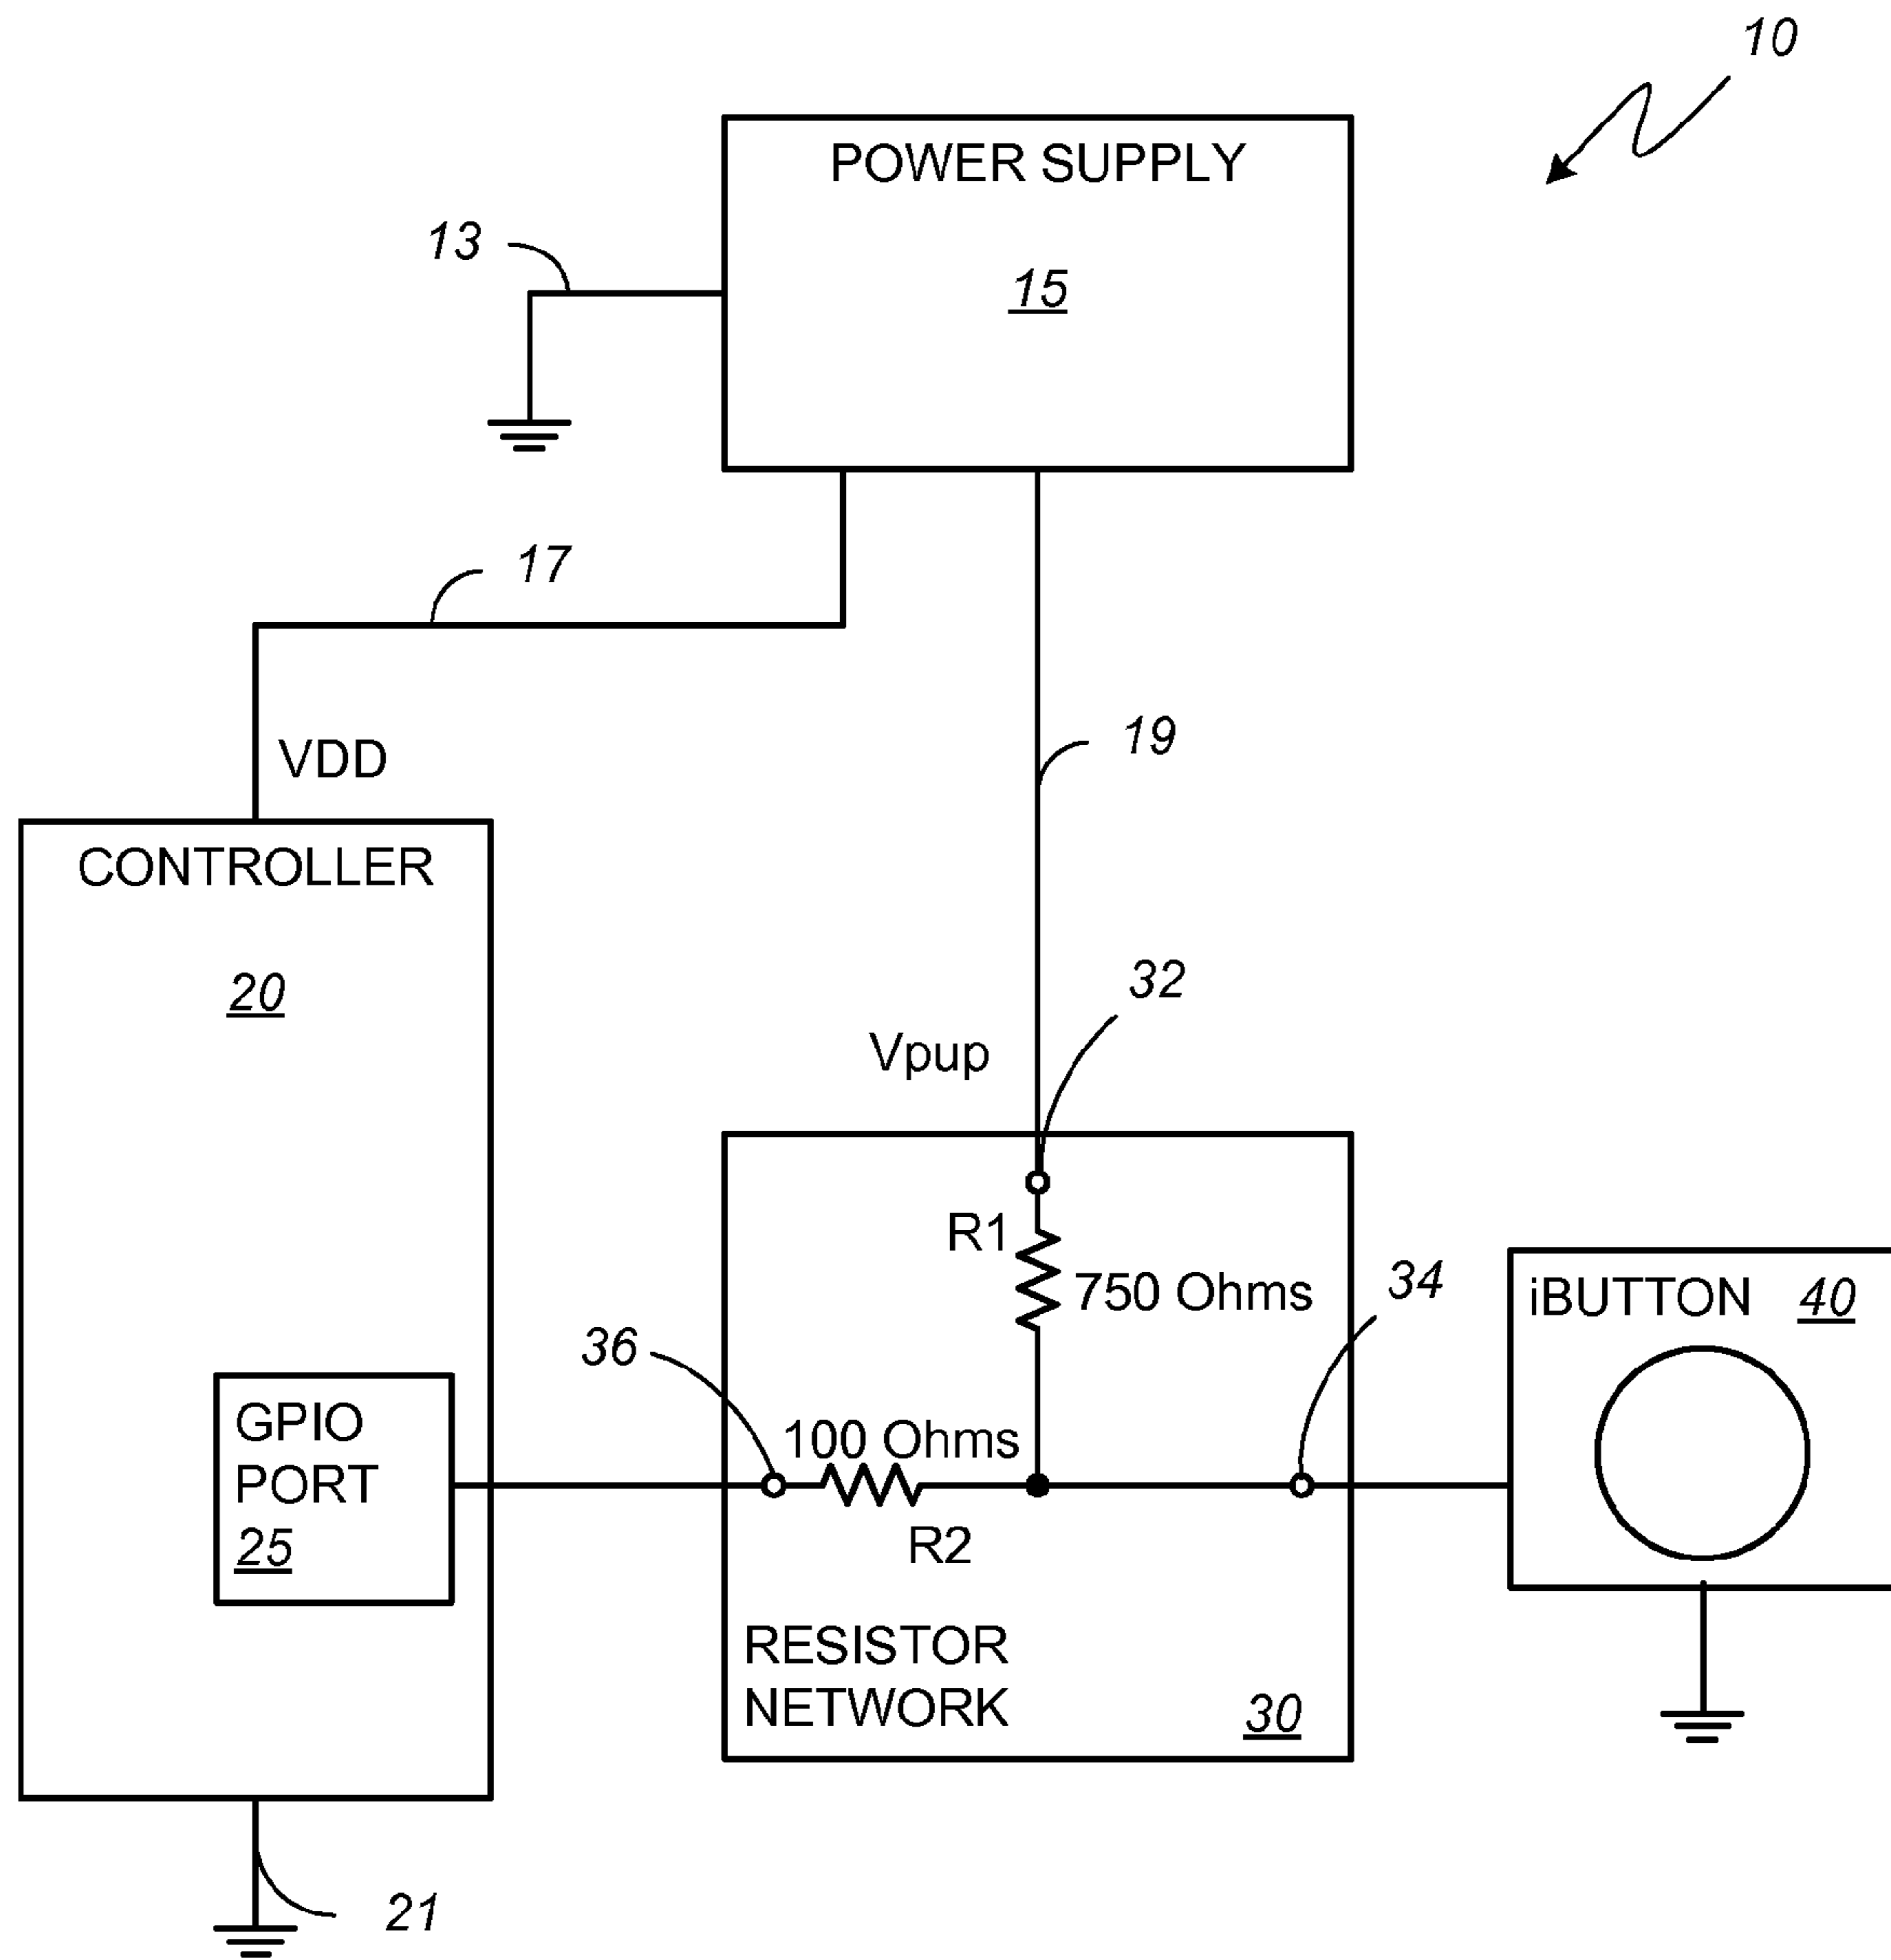 10
POWER SUPPLY
15
13
17
19
VDD
CONTROLLER
20
32
Vpup
R1
750 Ohms
34
iBUTTON 40
36
100 Ohms
R2
GPIO
PORT
25
RESISTOR
NETWORK
30
21